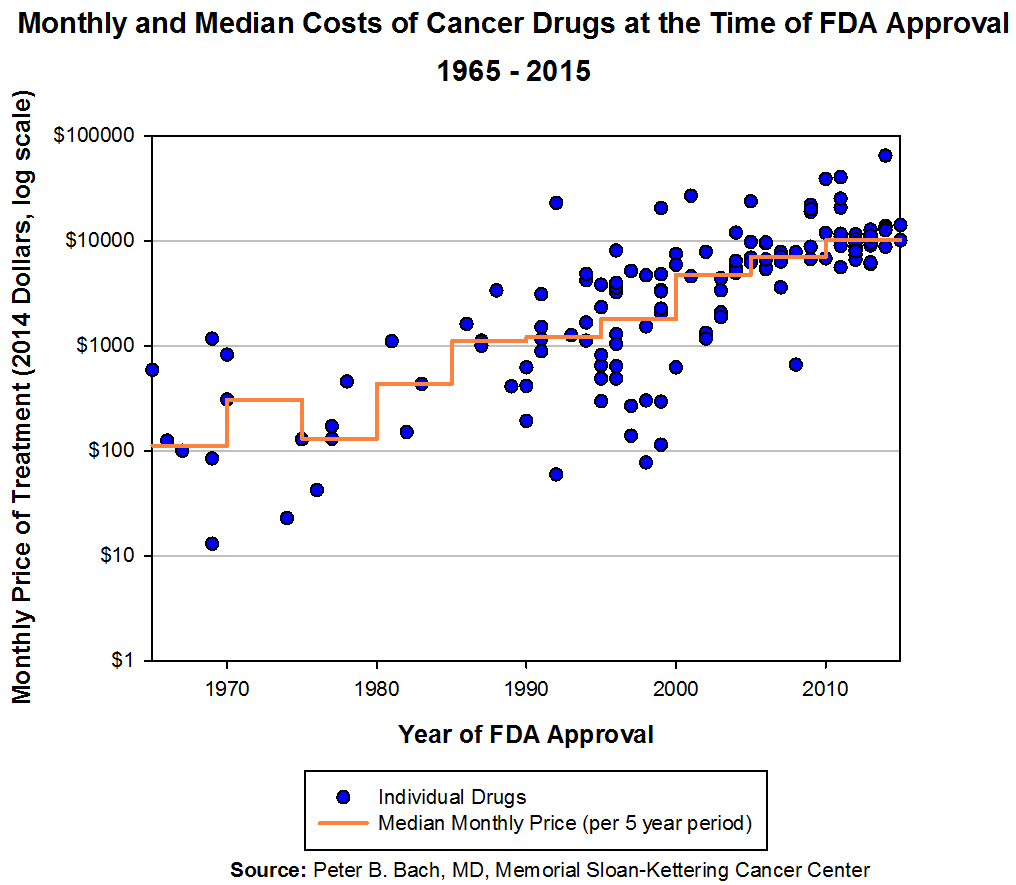 Monthly and Median Costs of Cancer Drugs at the Time of FDA Approval
1965 - 2015
Monthly Price of Treatment (2014 Dollars, log scale)
$100000
$10000
$1000
$100
$10
$1
1970
1980
1990
2000
2010
Year of FDA Approval
Individual Drugs
Median Monthly Price (per 5 year period)
Source: Peter B. Bach, MD, Memorial Sloan-Kettering Cancer Center